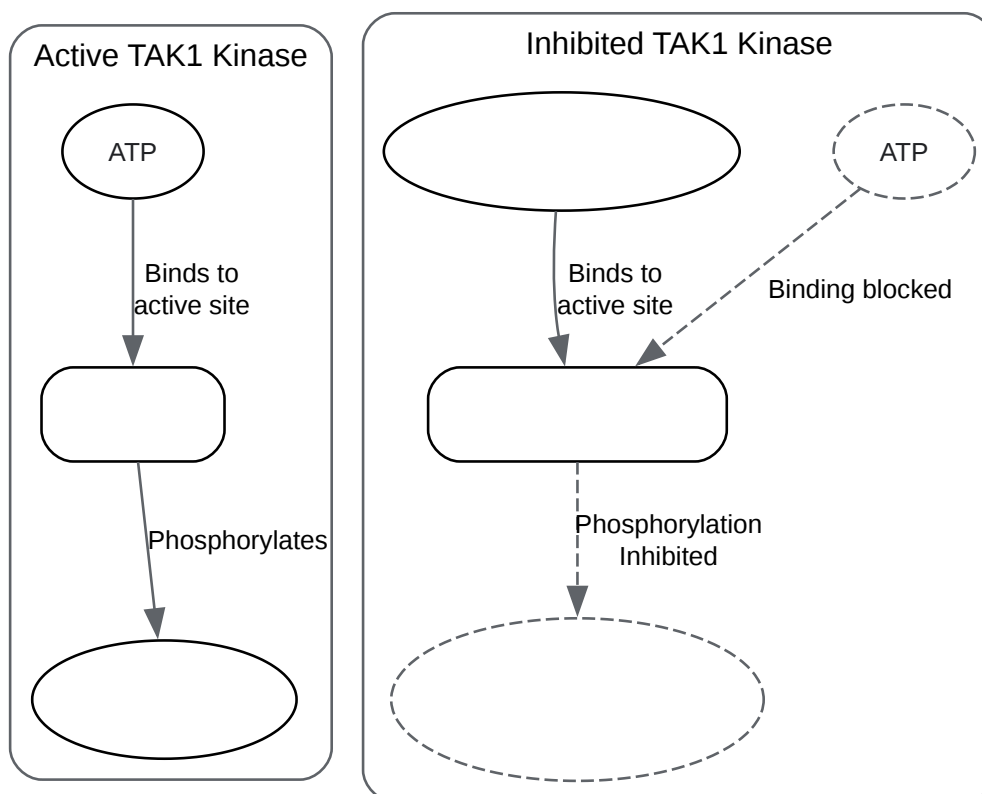 Active TAK1 Kinase
ATP
Binds to
active site
Phosphorylates
Inhibited TAK1 Kinase
ATP
Binds to
active site
Binding blocked
Phosphorylation
Inhibited